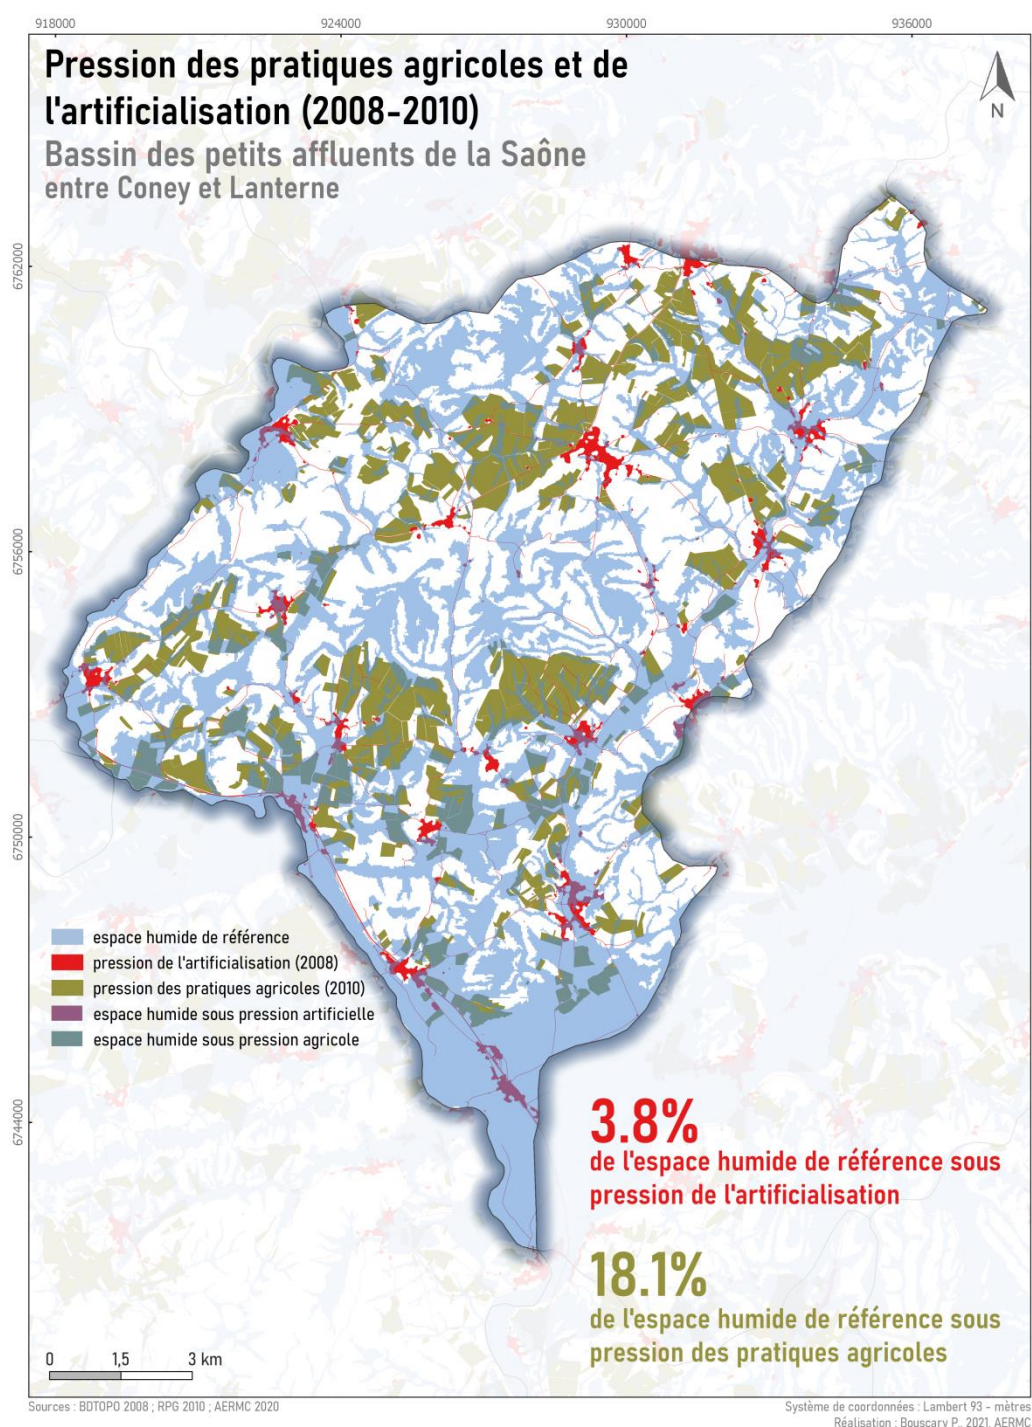 918000
924000
930000
936000
Pression des pratiques agricoles et de
l'artificialisation (2008-2010)
Bassin des petits affluents de la Saône
entre Coney et Lanterne
N
6762000
6756000
6750000
6744000
espace humide de référence
pression de l'artificialisation (2008)
pression des pratiques agricoles (2010)
espace humide sous pression artificielle
espace humide sous pression agricole
3.8%
de l'espace humide de référence sous
pression de l'artificialisation
18.1%
de l'espace humide de référence sous
pression des pratiques agricoles
0 1,5 3 km
Sources : BDTOPO 2008 ; RPG 2010 ; AERMC 2020
Système de coordonnées : Lambert 93 - mètres
Réalisation : Bouscary P., 2021, AERMC